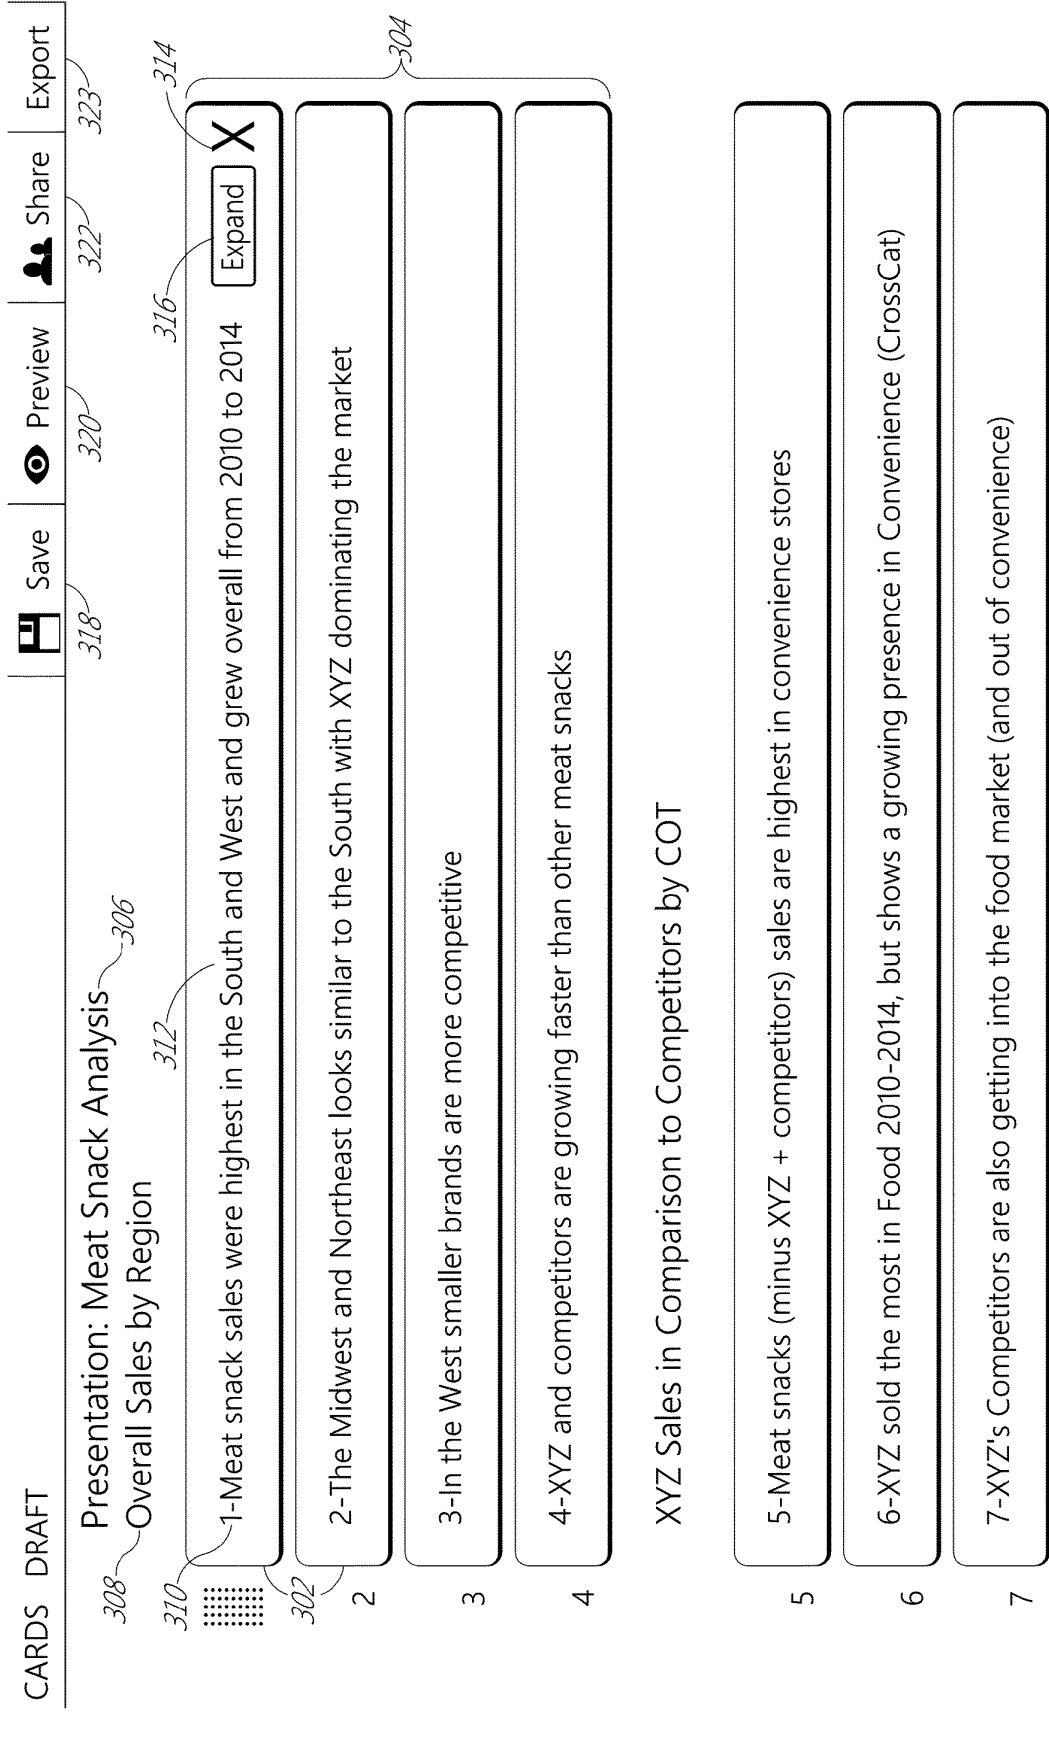 CARDS DRAFT
Save
Preview
Share
Export
318
320
322
323
Presentation: Meat Snack Analysis
306
308
Overall Sales by Region
310
312
316
314
1-Meat snack sales were highest in the South and West and grew overall from 2010 to 2014
Expand
X
302
304
2
2-The Midwest and Northeast looks similar to the South with XYZ dominating the market
3
3-In the West smaller brands are more competitive
4
4-XYZ and competitors are growing faster than other meat snacks
XYZ Sales in Comparison to Competitors by COT
5
5-Meat snacks (minus XYZ + competitors) sales are highest in convenience stores
6
6-XYZ sold the most in Food 2010-2014, but shows a growing presence in Convenience (CrossCat)
7
7-XYZ's Competitors are also getting into the food market (and out of convenience)